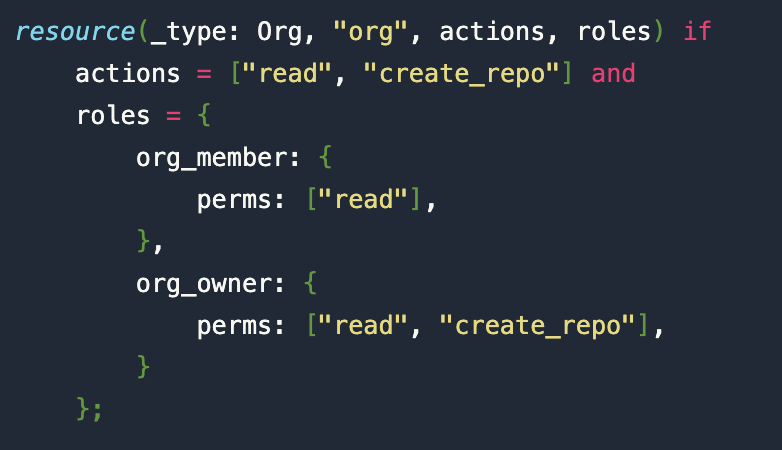 resource(_type: Org, "org", actions, roles) if
    actions = ["read", "create_repo"] and
    roles = {
        org_member: {
            perms: ["read"],
        },
        org_owner: {
            perms: ["read", "create_repo"],
        }
    };